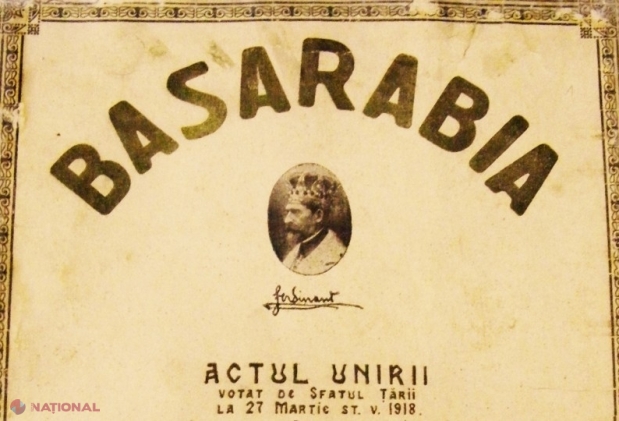 BASARABIA
Ferdinand
ACTUL UNIRII
VOTAT DE SFATUL ȚĂRII
LA 27 MARTIE ST. V. 1918.
NAȚIONAL